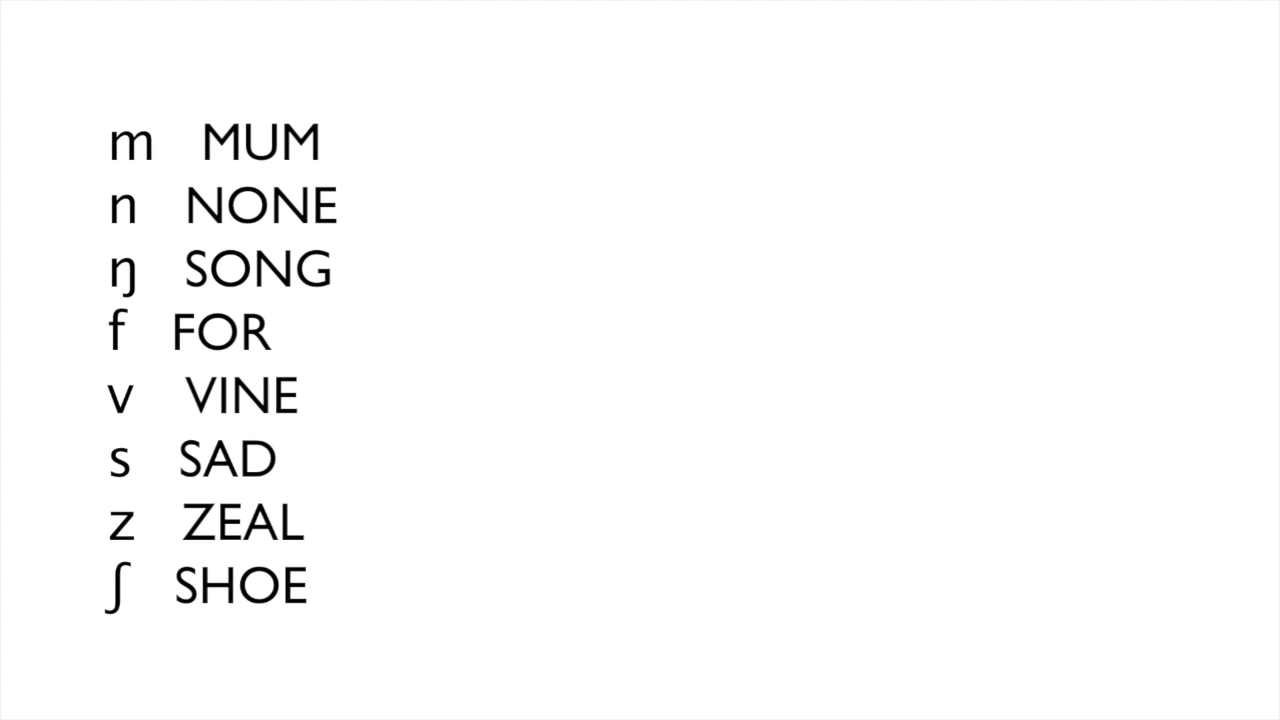 m MUM
n NONE
ŋ SONG
f FOR
v VINE
s SAD
z ZEAL
ʃ SHOE